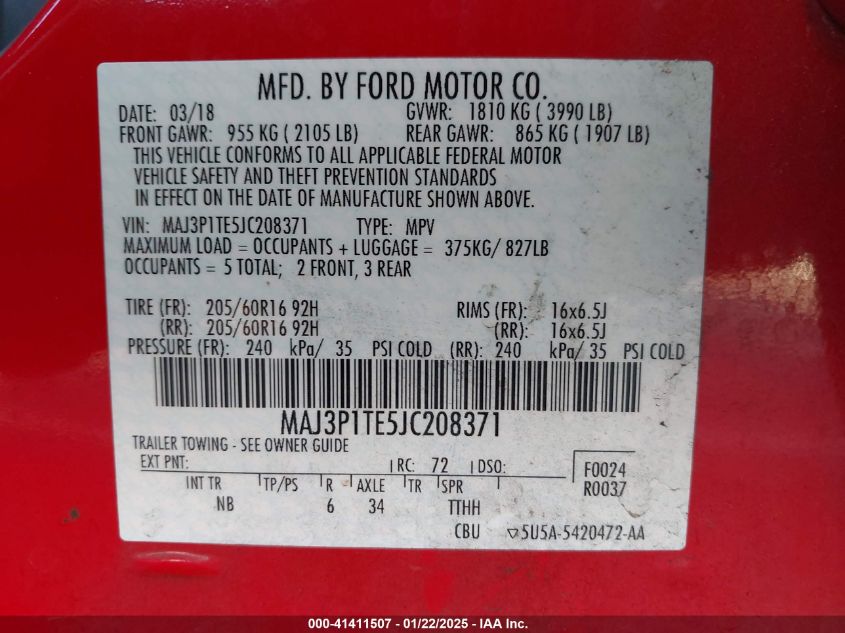 MFD. BY FORD MOTOR CO.
DATE: 03/18 GVWR: 1810 KG ( 3990 LB)
FRONT GAWR: 955 KG ( 2105 LB) REAR GAWR: 865 KG ( 1907 LB)
THIS VEHICLE CONFORMS TO ALL APPLICABLE FEDERAL MOTOR
VEHICLE SAFETY AND THEFT PREVENTION STANDARDS
IN EFFECT ON THE DATE OF MANUFACTURE SHOWN ABOVE.
VIN: MAJ3P1TE5JC208371 TYPE: MPV
MAXIMUM LOAD = OCCUPANTS + LUGGAGE = 375KG/ 827LB
OCCUPANTS = 5 TOTAL; 2 FRONT, 3 REAR
TIRE (FR): 205/60R16 92H RIMS (FR): 16x6.5J
(RR): 205/60R16 92H (RR): 16x6.5J
PRESSURE (FR): 240 kPa/ 35 PSI COLD (RR): 240 kPa/ 35 PSI COLD
MAJ3P1TE5JC208371
TRAILER TOWING - SEE OWNER GUIDE
EXT PNT: RC: 72 DSO: F0024
R0037
INT TR TP/PS R AXLE TR SPR
NB 6 34 TTHH
CBU 5U5A-5420472-AA
000-41411507 - 01/22/2025 - IAA Inc.